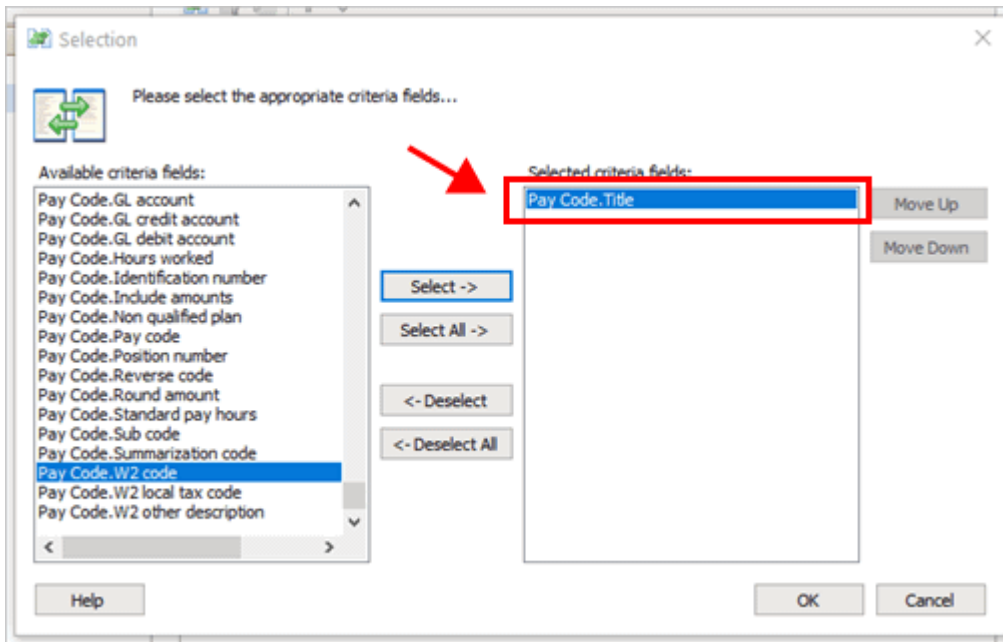 Selection
Please select the appropriate criteria fields...
Available criteria fields:
Pay Code.GL account
Pay Code.GL credit account
Pay Code.GL debit account
Pay Code.Hours worked
Pay Code.Identification number
Pay Code.Include amounts
Pay Code.Non qualified plan
Pay Code.Pay code
Pay Code.Position number
Pay Code.Reverse code
Pay Code.Round amount
Pay Code.Standard pay hours
Pay Code.Sub code
Pay Code.Summarization code
Pay Code.W2 code
Pay Code.W2 local tax code
Pay Code.W2 other description
Select ->
Select All ->
<- Deselect
<- Deselect All
Selected criteria fields:
Pay Code.Title
Move Up
Move Down
Help
OK
Cancel